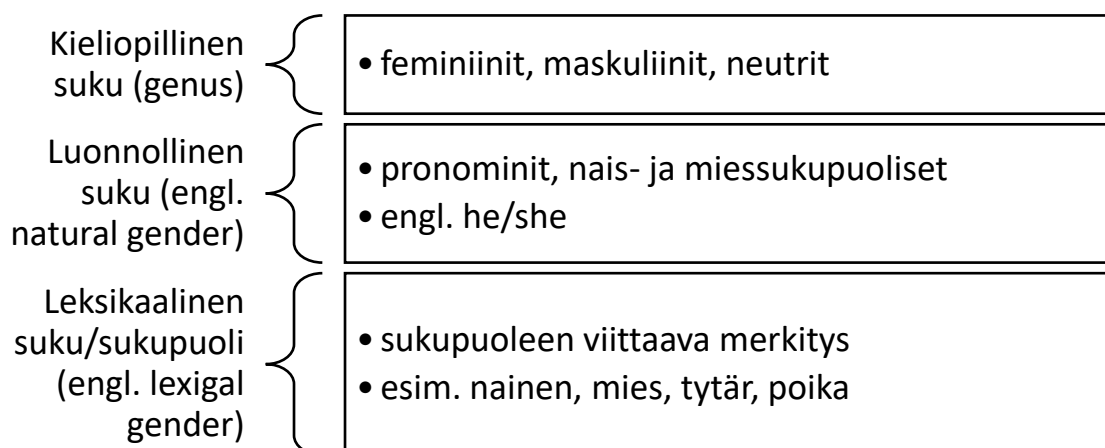 Kieliopillinen
suku (genus)
• feminiinit, maskuliinit, neutrit
Luonnollinen
suku (engl.
natural gender)
• pronominit, nais- ja miessukupuoliset
• engl. he/she
Leksikaalinen
suku/sukupuoli
(engl. lexigal
gender)
• sukupuoleen viittaava merkitys
• esim. nainen, mies, tytär, poika